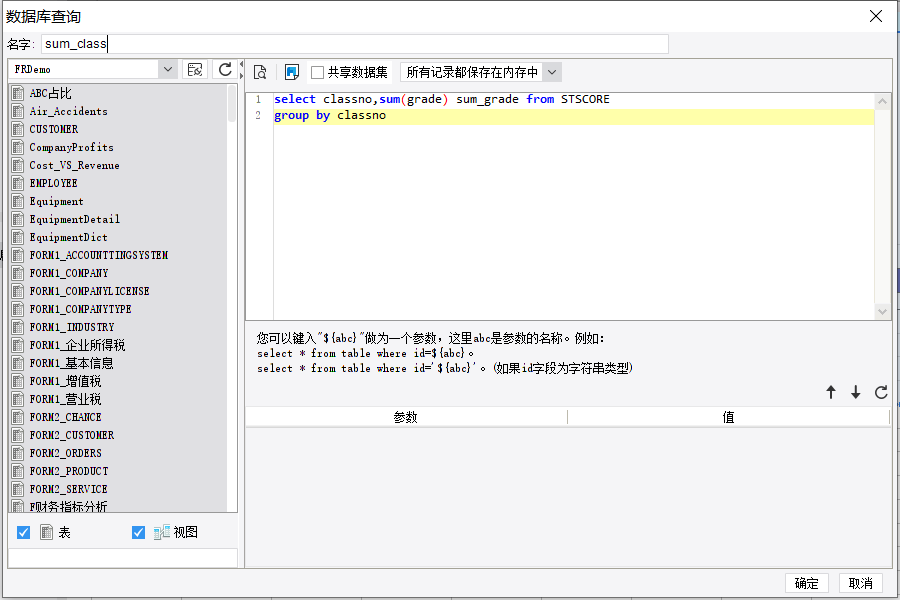 数据库查询
名字: sum_class
FRDemo
共享数据集 所有记录都保存在内存中
ABC占比
Air_Accidents
CUSTOMER
CompanyProfits
Cost_VS_Revenue
EMPLOYEE
Equipment
EquipmentDetail
EquipmentDict
FORM1_ACCOUNTTINGSYSTEM
FORM1_COMPANY
FORM1_COMPANYLICENSE
FORM1_COMPANYTYPE
FORM1_INDUSTRY
FORM1_企业所得税
FORM1_基本信息
FORM1_增值税
FORM1_营业税
FORM2_CHANCE
FORM2_CUSTOMER
FORM2_ORDERS
FORM2_PRODUCT
FORM2_SERVICE
F财务指标分析
表 视图
1 select classno,sum(grade) sum_grade from STSCORE
2 group by classno
您可以键入"${abc}"做为一个参数，这里abc是参数的名称。例如：
select * from table where id=${abc}。
select * from table where id='${abc}'。(如果id字段为字符串类型)
参数 值
确定 取消